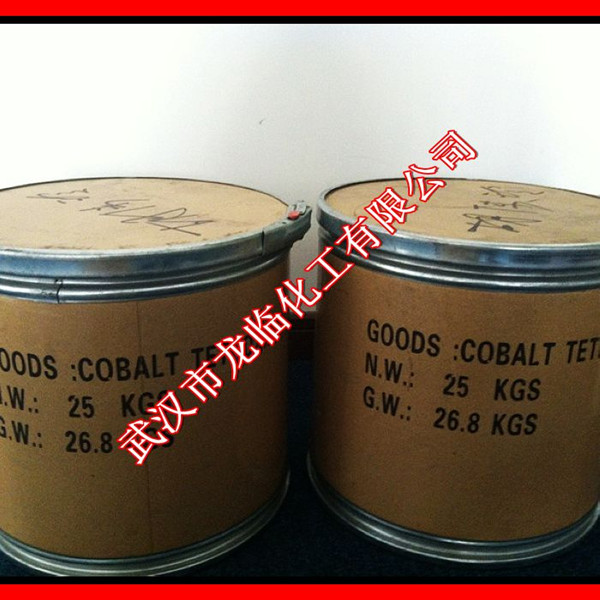 GOODS :COBALT
N.W.: 25 KGS
G.W.: 26.8 KGS
GOODS :COBALT TET
N.W.: 25 KGS
G.W.: 26.8 KGS
武汉市龙临化工有限公司